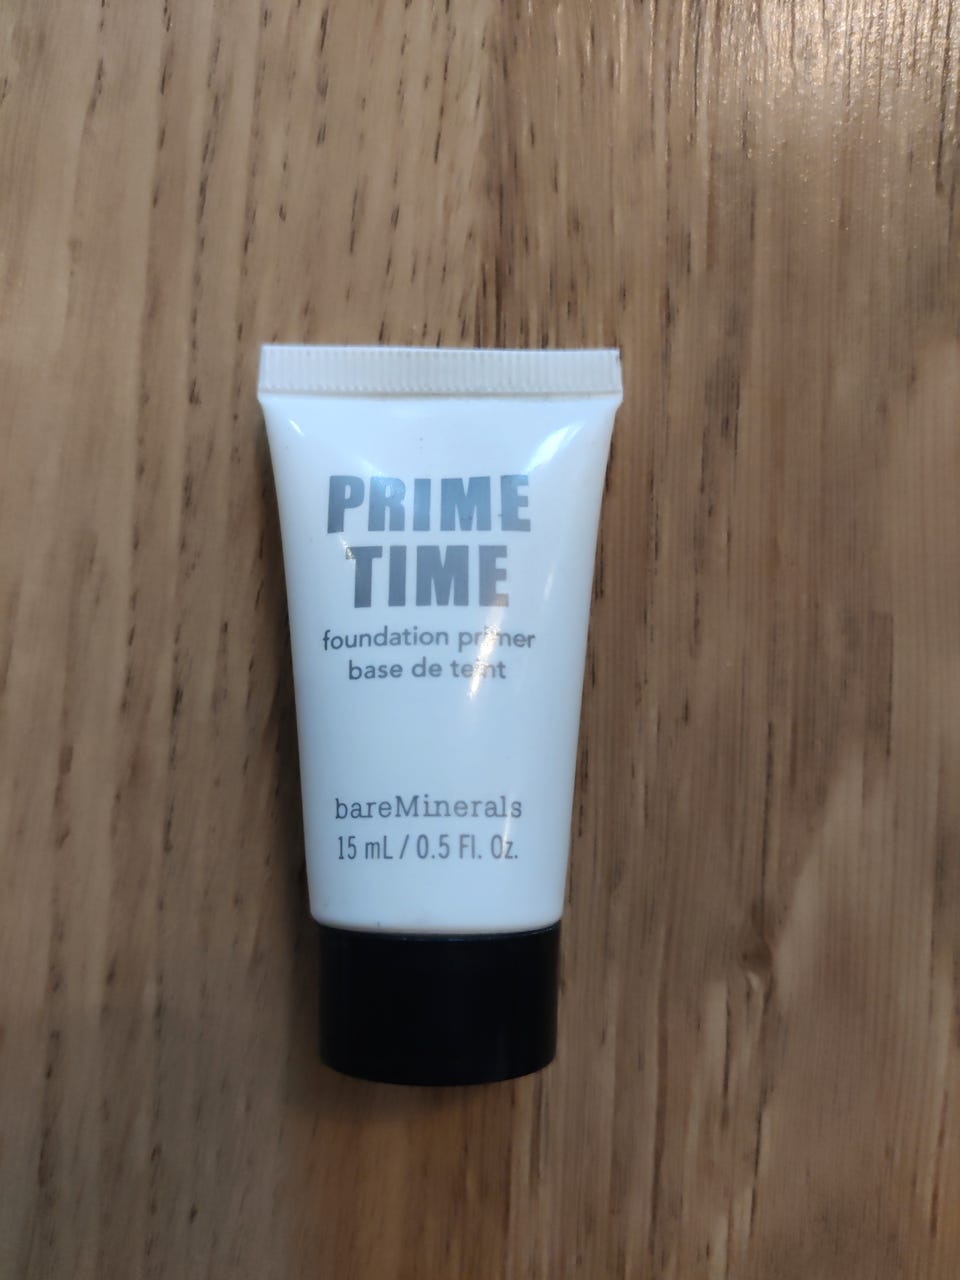 PRIME
TIME
foundation primer
base de teint
bareMinerals
15 mL / 0.5 Fl. Oz.